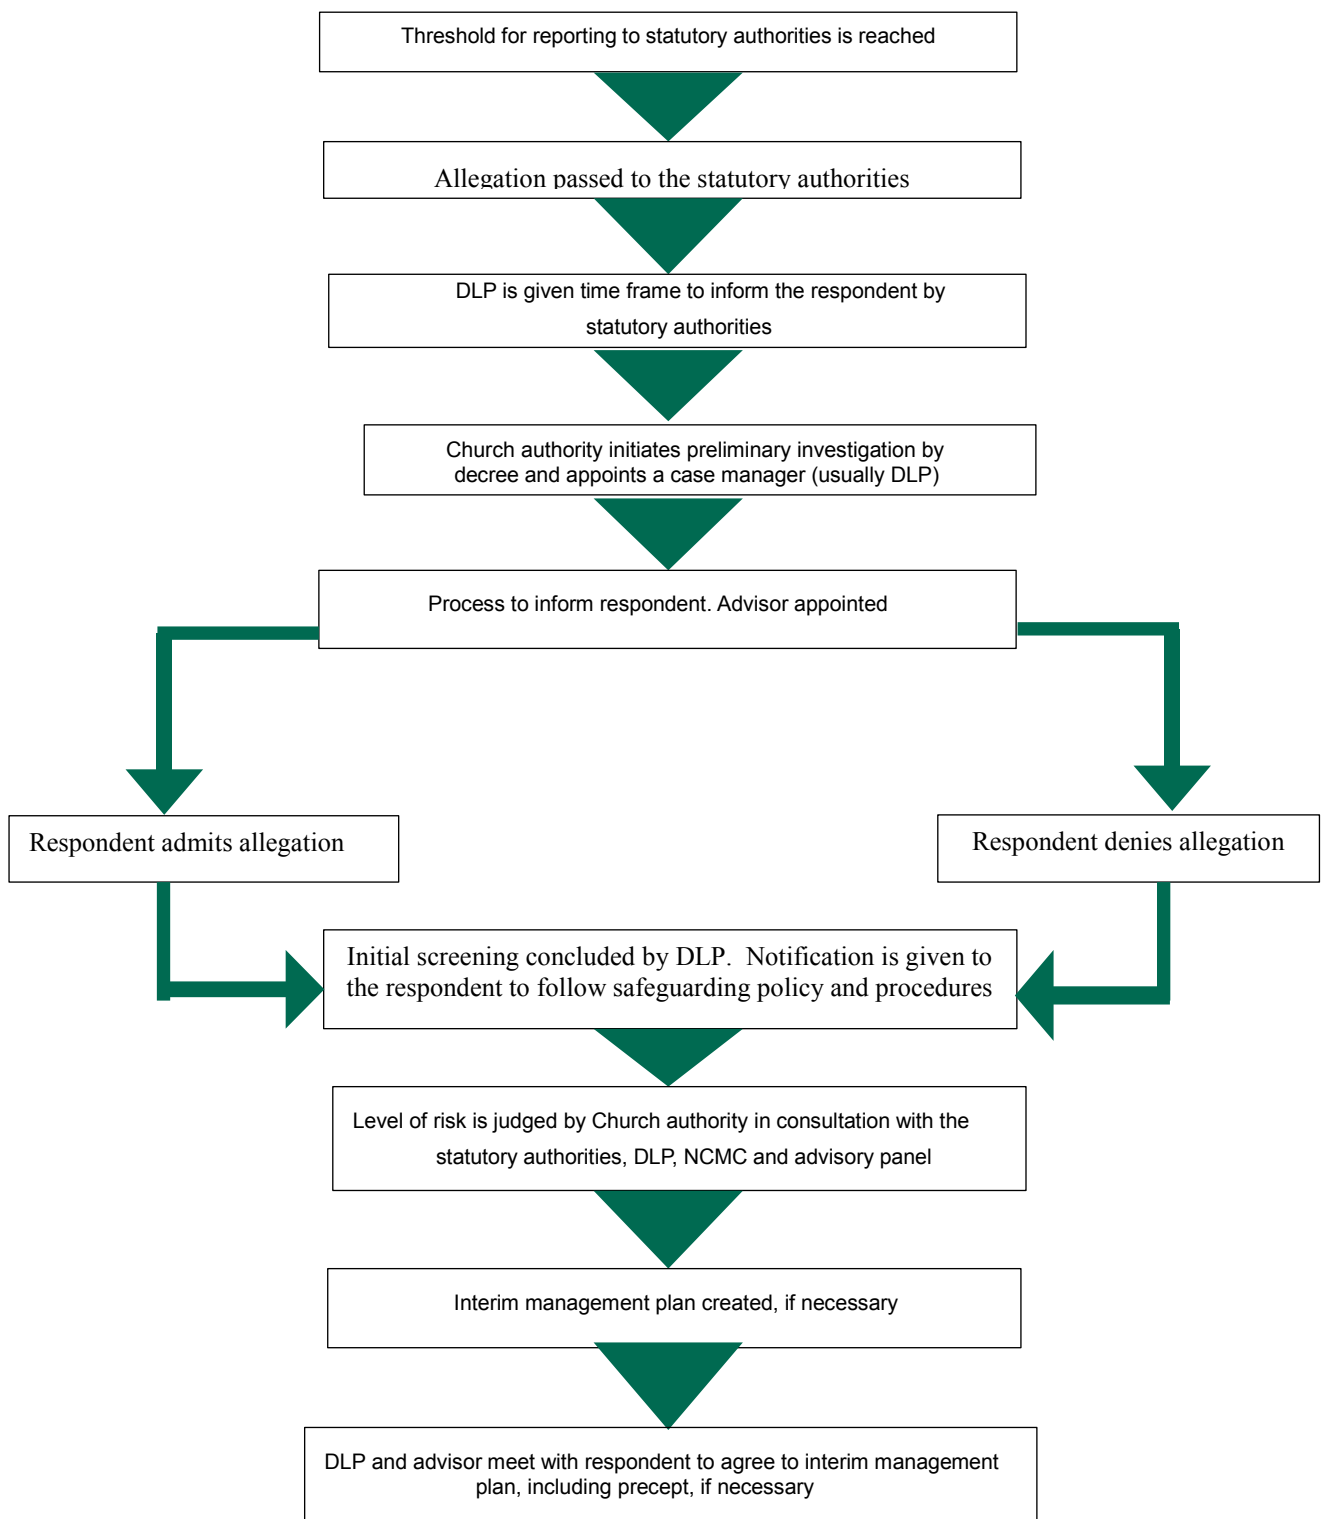 Threshold for reporting to statutory authorities is reached
Allegation passed to the statutory authorities
DLP is given time frame to inform the respondent by
statutory authorities
Church authority initiates preliminary investigation by
decree and appoints a case manager (usually DLP)
Process to inform respondent. Advisor appointed
Respondent admits allegation
Respondent denies allegation
Initial screening concluded by DLP.  Notification is given to
the respondent to follow safeguarding policy and procedures
Level of risk is judged by Church authority in consultation with the
statutory authorities, DLP, NCMC and advisory panel
Interim management plan created, if necessary
DLP and advisor meet with respondent to agree to interim management
plan, including precept, if necessary